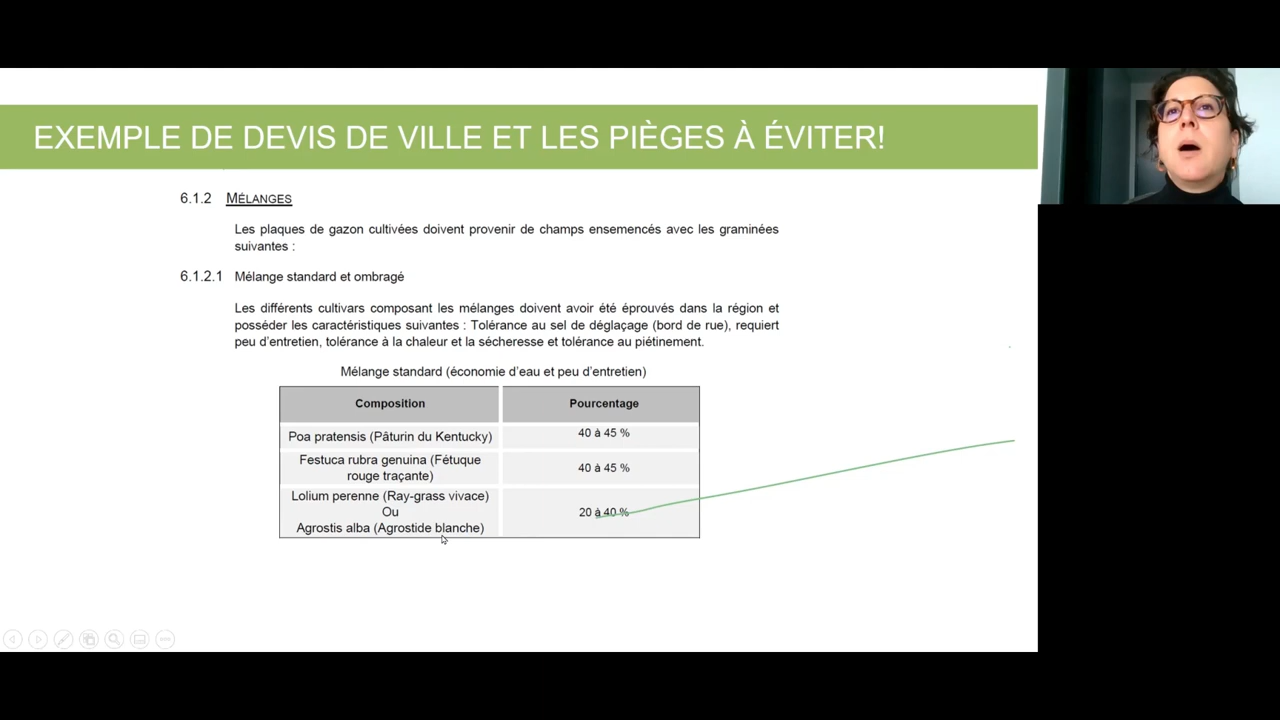 EXEMPLE DE DEVIS DE VILLE ET LES PIÈGES À ÉVITER!
6.1.2 MÉLANGES
Les plaques de gazon cultivées doivent provenir de champs ensemencés avec les graminées
suivantes :
6.1.2.1 Mélange standard et ombragé
Les différents cultivars composant les mélanges doivent avoir été éprouvés dans la région et
posséder les caractéristiques suivantes : Tolérance au sel de déglaçage (bord de rue), requiert
peu d'entretien, tolérance à la chaleur et la sécheresse et tolérance au piétinement.
Mélange standard (économie d'eau et peu d'entretien)
Composition Pourcentage
Poa pratensis (Pâturin du Kentucky) 40 à 45 %
Festuca rubra genuina (Fétuque
rouge traçante) 40 à 45 %
Lolium perenne (Ray-grass vivace)
Ou 20 à 40 %
Agrostis alba (Agrostide blanche)